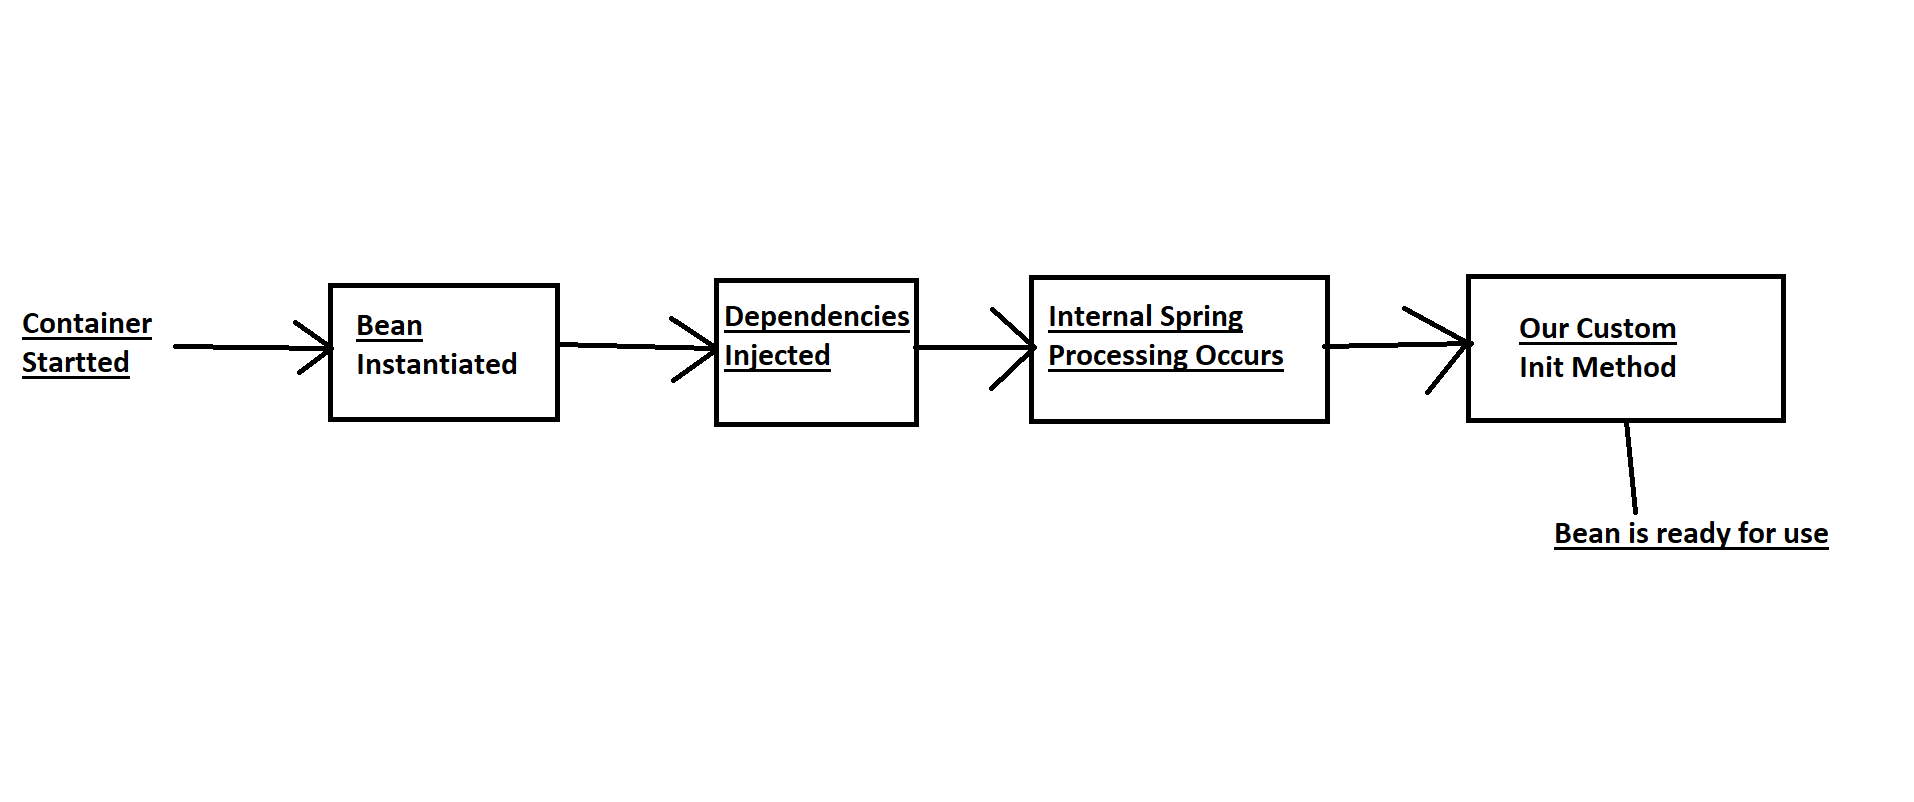 Container
Startted
Bean
Instantiated
Dependencies
Injected
Internal Spring
Processing Occurs
Our Custom
Init Method
Bean is ready for use